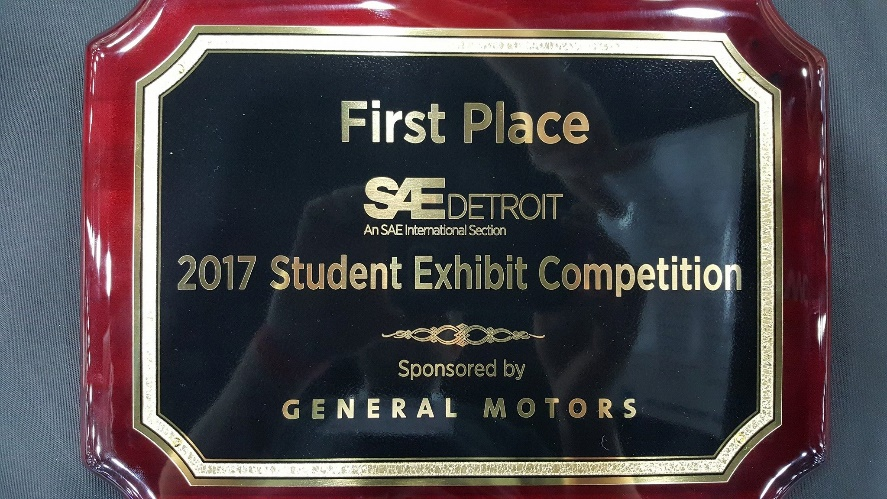 First Place
SAE DETROIT
An SAE International Section
2017 Student Exhibit Competition
Sponsored by
GENERAL MOTORS